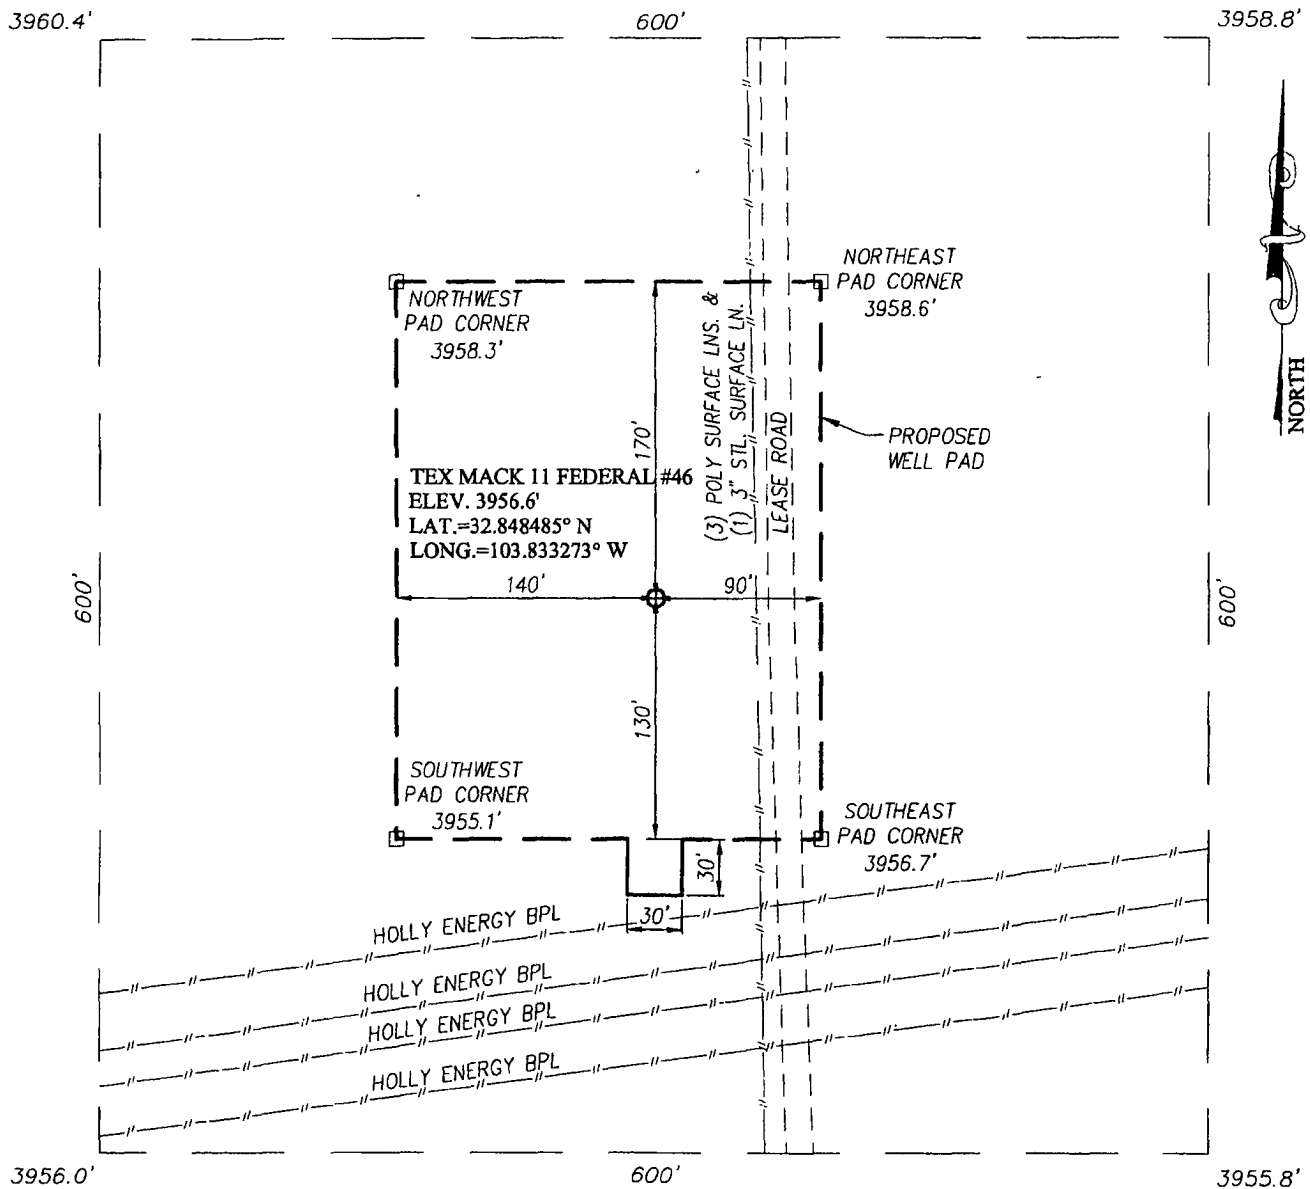 3960.4'
600'
3958.8'
NORTH
NORTHWEST
PAD CORNER
3958.3'
NORTHEAST
PAD CORNER
3958.6'
(3) POLY SURFACE LNS. &
(1) 3" STL. SURFACE LN.
LEASE ROAD
170'
PROPOSED
WELL PAD
TEX MACK 11 FEDERAL #46
ELEV. 3956.6'
LAT.=32.848485° N
LONG.=103.833273° W
600'
140'
90'
600'
130'
SOUTHWEST
PAD CORNER
3955.1'
SOUTHEAST
PAD CORNER
3956.7'
30'
30'
HOLLY ENERGY BPL
HOLLY ENERGY BPL
HOLLY ENERGY BPL
HOLLY ENERGY BPL
3956.0'
600'
3955.8'